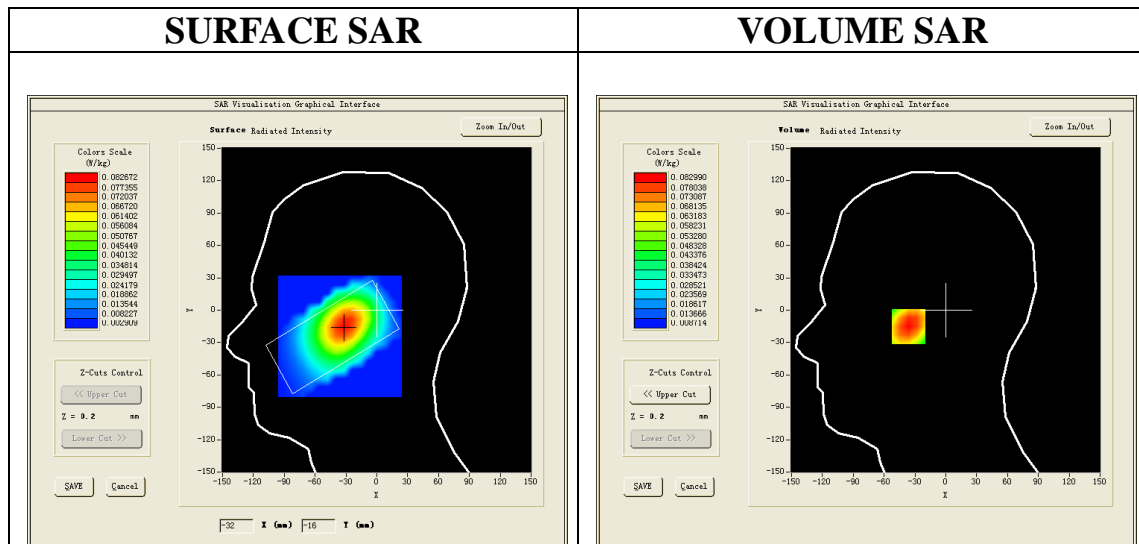 SURFACE SAR
VOLUME SAR
SAR Visualisation Graphical Interface
Surface Radiated Intensity
Zoom In/Out
Colors Scale
(W/kg)
0.082672
0.077355
0.072037
0.066720
0.061402
0.056084
0.050767
0.045449
0.040132
0.034814
0.029497
0.024179
0.018862
0.013544
0.008227
0.002909
Z-Cuts Control
<< Upper Cut
Z = 0.2 mm
Lower Cut >>
SAVE
Cancel
150
120
90
60
30
0
-30
-60
-90
-120
-150
Y
-150 -120 -90 -60 -30 0 30 60 90 120 150
X
-32 X (mm) -16 Y (mm)
SAR Visualisation Graphical Interface
Volume Radiated Intensity
Zoom In/Out
Colors Scale
(W/kg)
0.082990
0.078038
0.073087
0.068135
0.063183
0.058231
0.053280
0.048328
0.043376
0.038424
0.033473
0.028521
0.023569
0.018617
0.013666
0.008714
Z-Cuts Control
<< Upper Cut
Z = 0.2 mm
Lower Cut >>
SAVE
Cancel
150
120
90
60
30
0
-30
-60
-90
-120
-150
Y
-150 -120 -90 -60 -30 0 30 60 90 120 150
X